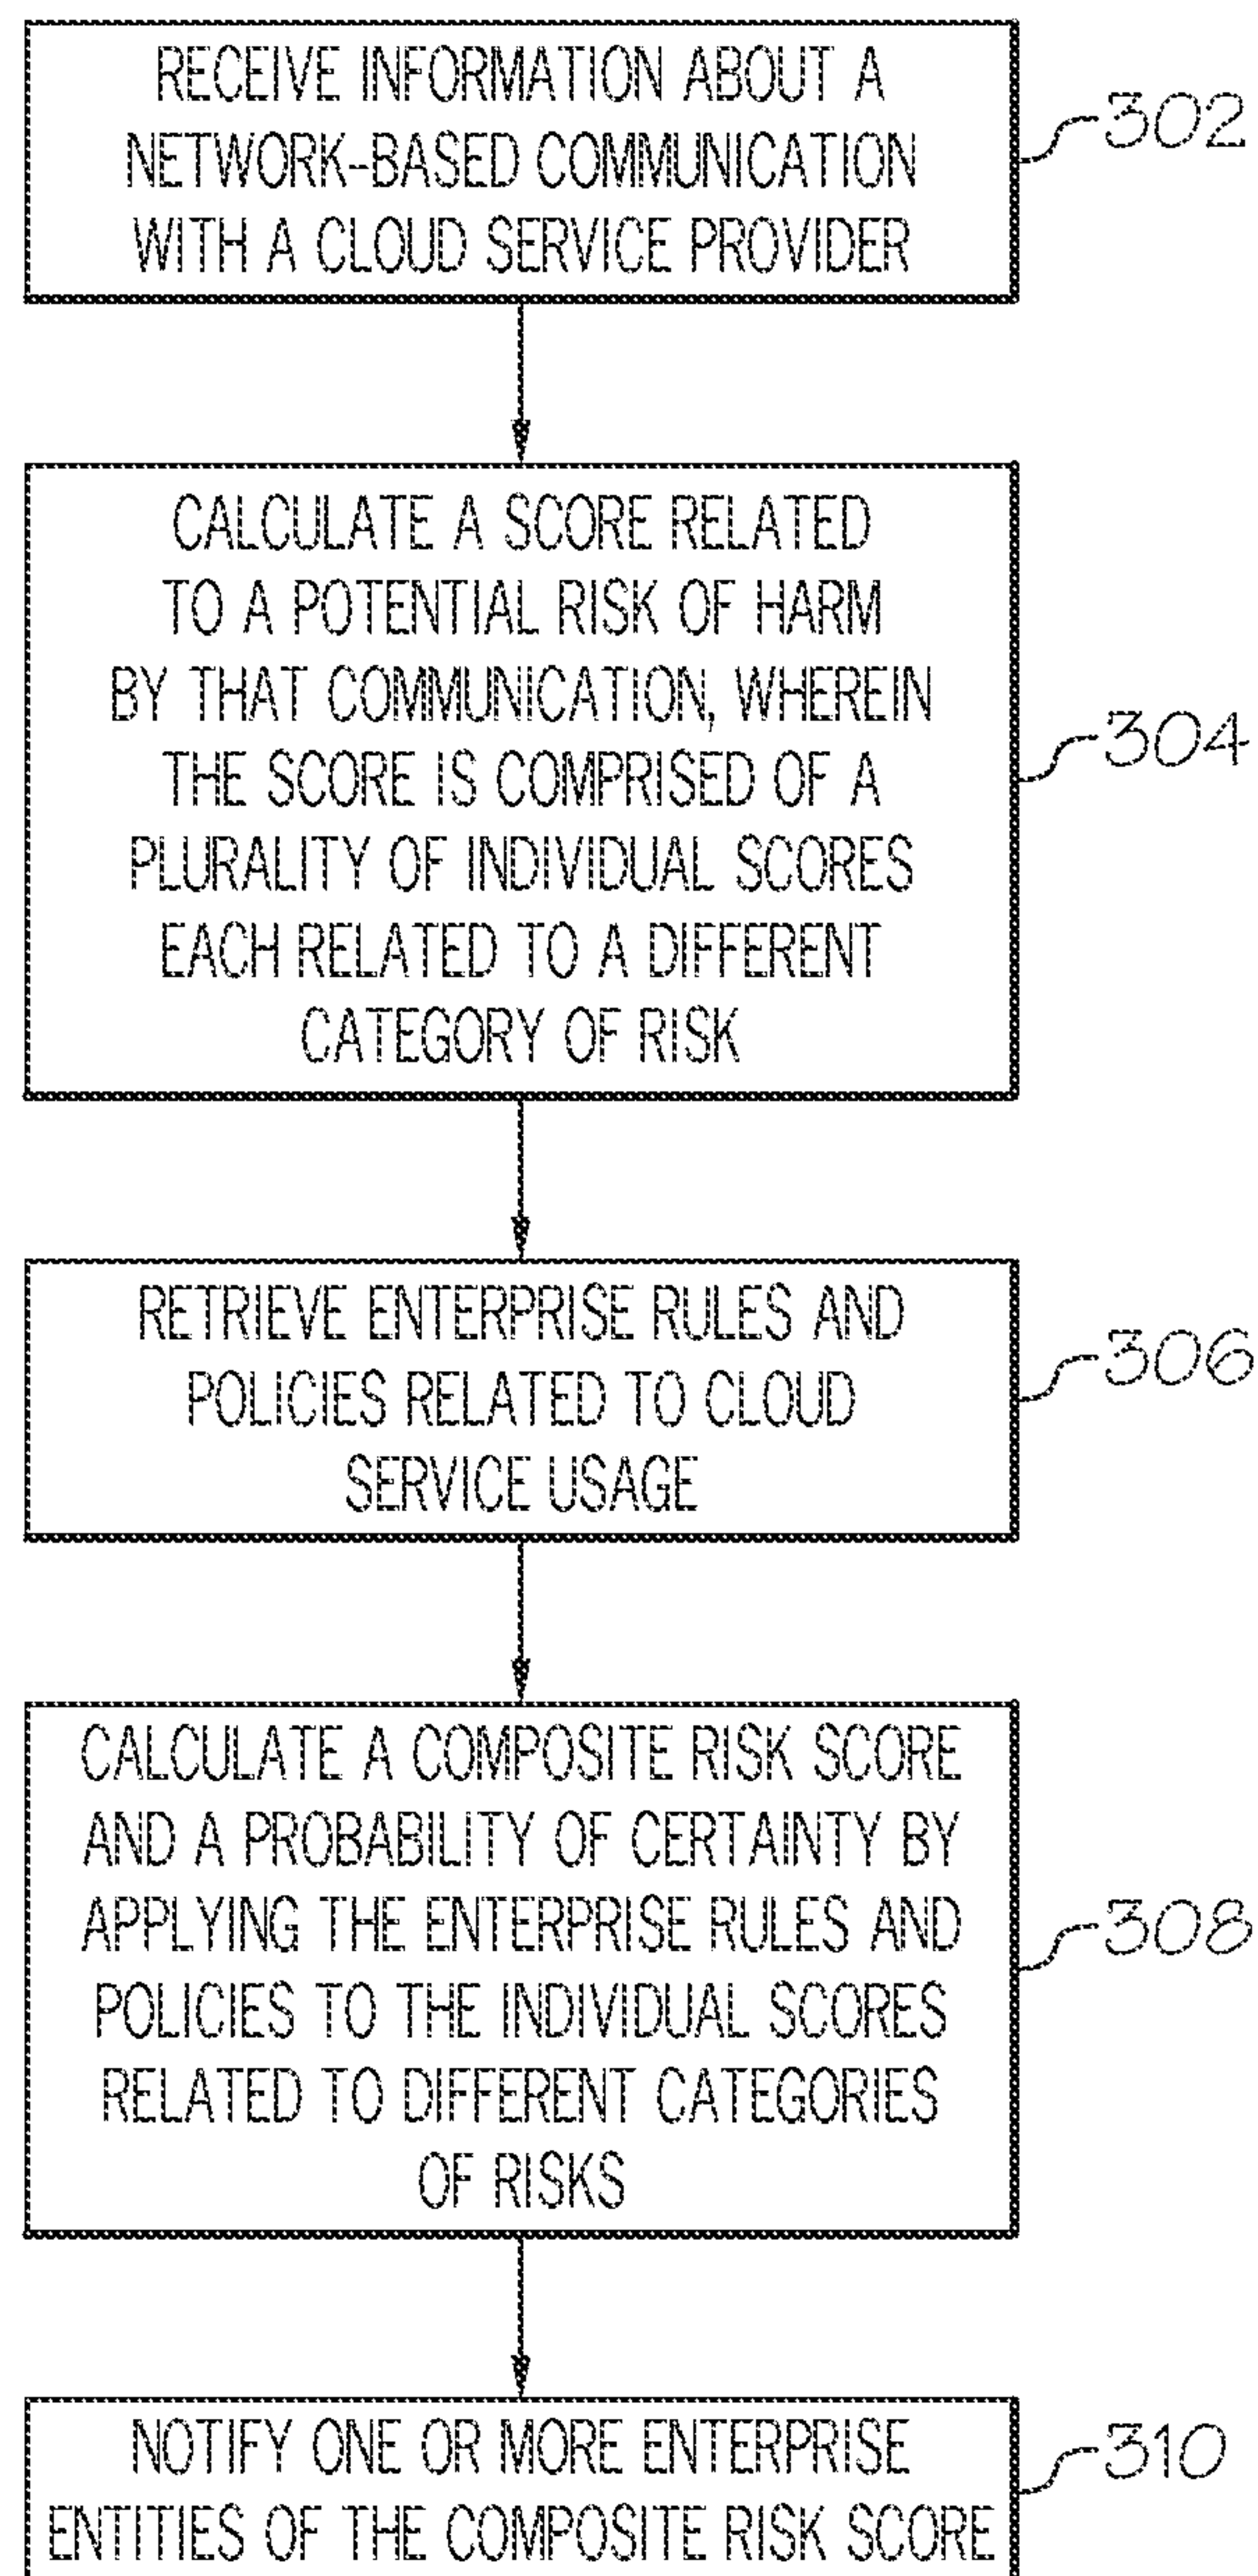 RECEIVE INFORMATION ABOUT A
NETWORK-BASED COMMUNICATION
WITH A CLOUD SERVICE PROVIDER
302
CALCULATE A SCORE RELATED
TO A POTENTIAL RISK OF HARM
BY THAT COMMUNICATION, WHEREIN
THE SCORE IS COMPRISED OF A
PLURALITY OF INDIVIDUAL SCORES
EACH RELATED TO A DIFFERENT
CATEGORY OF RISK
304
RETRIEVE ENTERPRISE RULES AND
POLICIES RELATED TO CLOUD
SERVICE USAGE
306
CALCULATE A COMPOSITE RISK SCORE
AND A PROBABILITY OF CERTAINTY BY
APPLYING THE ENTERPRISE RULES AND
POLICIES TO THE INDIVIDUAL SCORES
RELATED TO DIFFERENT CATEGORIES
OF RISKS
308
NOTIFY ONE OR MORE ENTERPRISE
ENTITIES OF THE COMPOSITE RISK SCORE
310